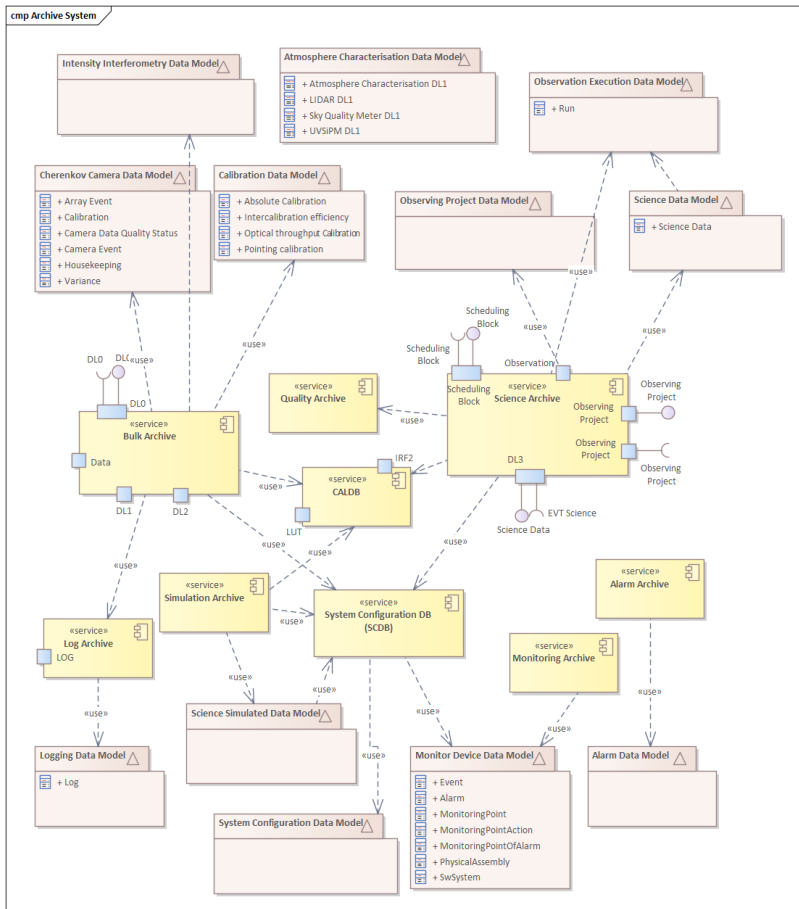 cmp Archive System
Intensity Interferometry Data Model
Atmosphere Characterisation Data Model
+ Atmosphere Characterisation DL1
+ LIDAR DL1
+ Sky Quality Meter DL1
+ UVSiPM DL1
Observation Execution Data Model
+ Run
Cherenkov Camera Data Model
+ Array Event
+ Calibration
+ Camera Data Quality Status
+ Camera Event
+ Housekeeping
+ Variance
Calibration Data Model
+ Absolute Calibration
+ Intercalibration efficiency
+ Optical throughput Calibration
+ Pointing calibration
Observing Project Data Model
Science Data Model
+ Science Data
«use»
«use»
«use»
«use»
«use»
«use»
DL0
DL0
DL0
«service»
Bulk Archive
Data
DL1
DL2
Scheduling
Block
Scheduling
Block
Scheduling
Block
Observation
«service»
Science Archive
Observing
Project
Observing
Project
Observing
Project
Observing
Project
DL3
Science Data
EVT Science
«service»
Quality Archive
«use»
IRF2
«service»
CALDB
LUT
«use»
«use»
«use»
«use»
«use»
«use»
«use»
«service»
Simulation Archive
«service»
System Configuration DB
(SCDB)
«service»
Alarm Archive
«service»
Log Archive
LOG
«service»
Monitoring Archive
«use»
«use»
«use»
«use»
«use»
«use»
«use»
Science Simulated Data Model
Logging Data Model
+ Log
System Configuration Data Model
Monitor Device Data Model
+ Event
+ Alarm
+ MonitoringPoint
+ MonitoringPointAction
+ MonitoringPointOfAlarm
+ PhysicalAssembly
+ SwSystem
Alarm Data Model